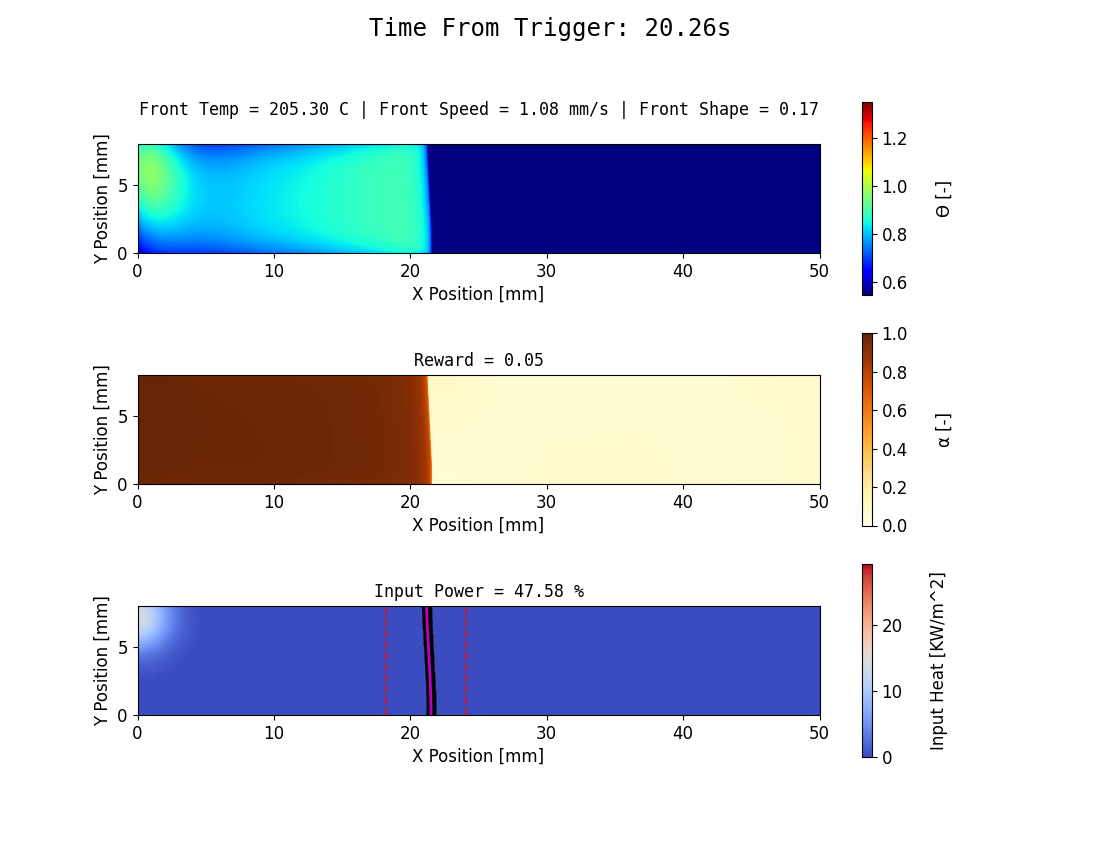 Time From Trigger: 20.26s
Front Temp = 205.30 C | Front Speed = 1.08 mm/s | Front Shape = 0.17
Y Position [mm]
5
0
0 10 20 30 40 50
X Position [mm]
1.2
1.0
0.8
0.6
Θ [-]
Reward = 0.05
Y Position [mm]
5
0
0 10 20 30 40 50
X Position [mm]
1.0
0.8
0.6
0.4
0.2
0.0
α [-]
Input Power = 47.58 %
Y Position [mm]
5
0
0 10 20 30 40 50
X Position [mm]
20
10
0
Input Heat [KW/m^2]